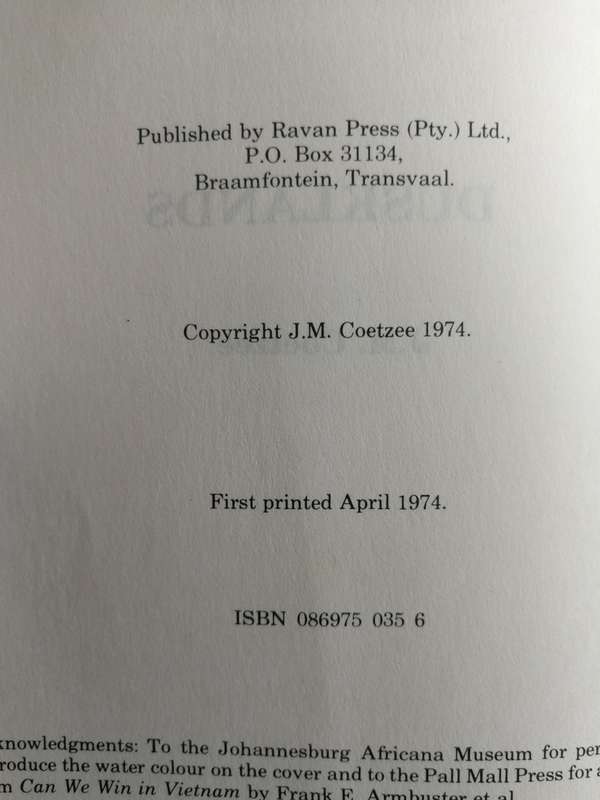 Published by Ravan Press (Pty.) Ltd.,
P.O. Box 31134,
Braamfontein, Transvaal.
DUSKLANDS
Copyright J.M. Coetzee 1974.
First printed April 1974.
ISBN 086975 035 6
knowledgments: To the Johannesburg Africana Museum for per
roduce the water colour on the cover and to the Pall Mall Press for a
m Can We Win in Vietnam by Frank E. Armbuster et al.